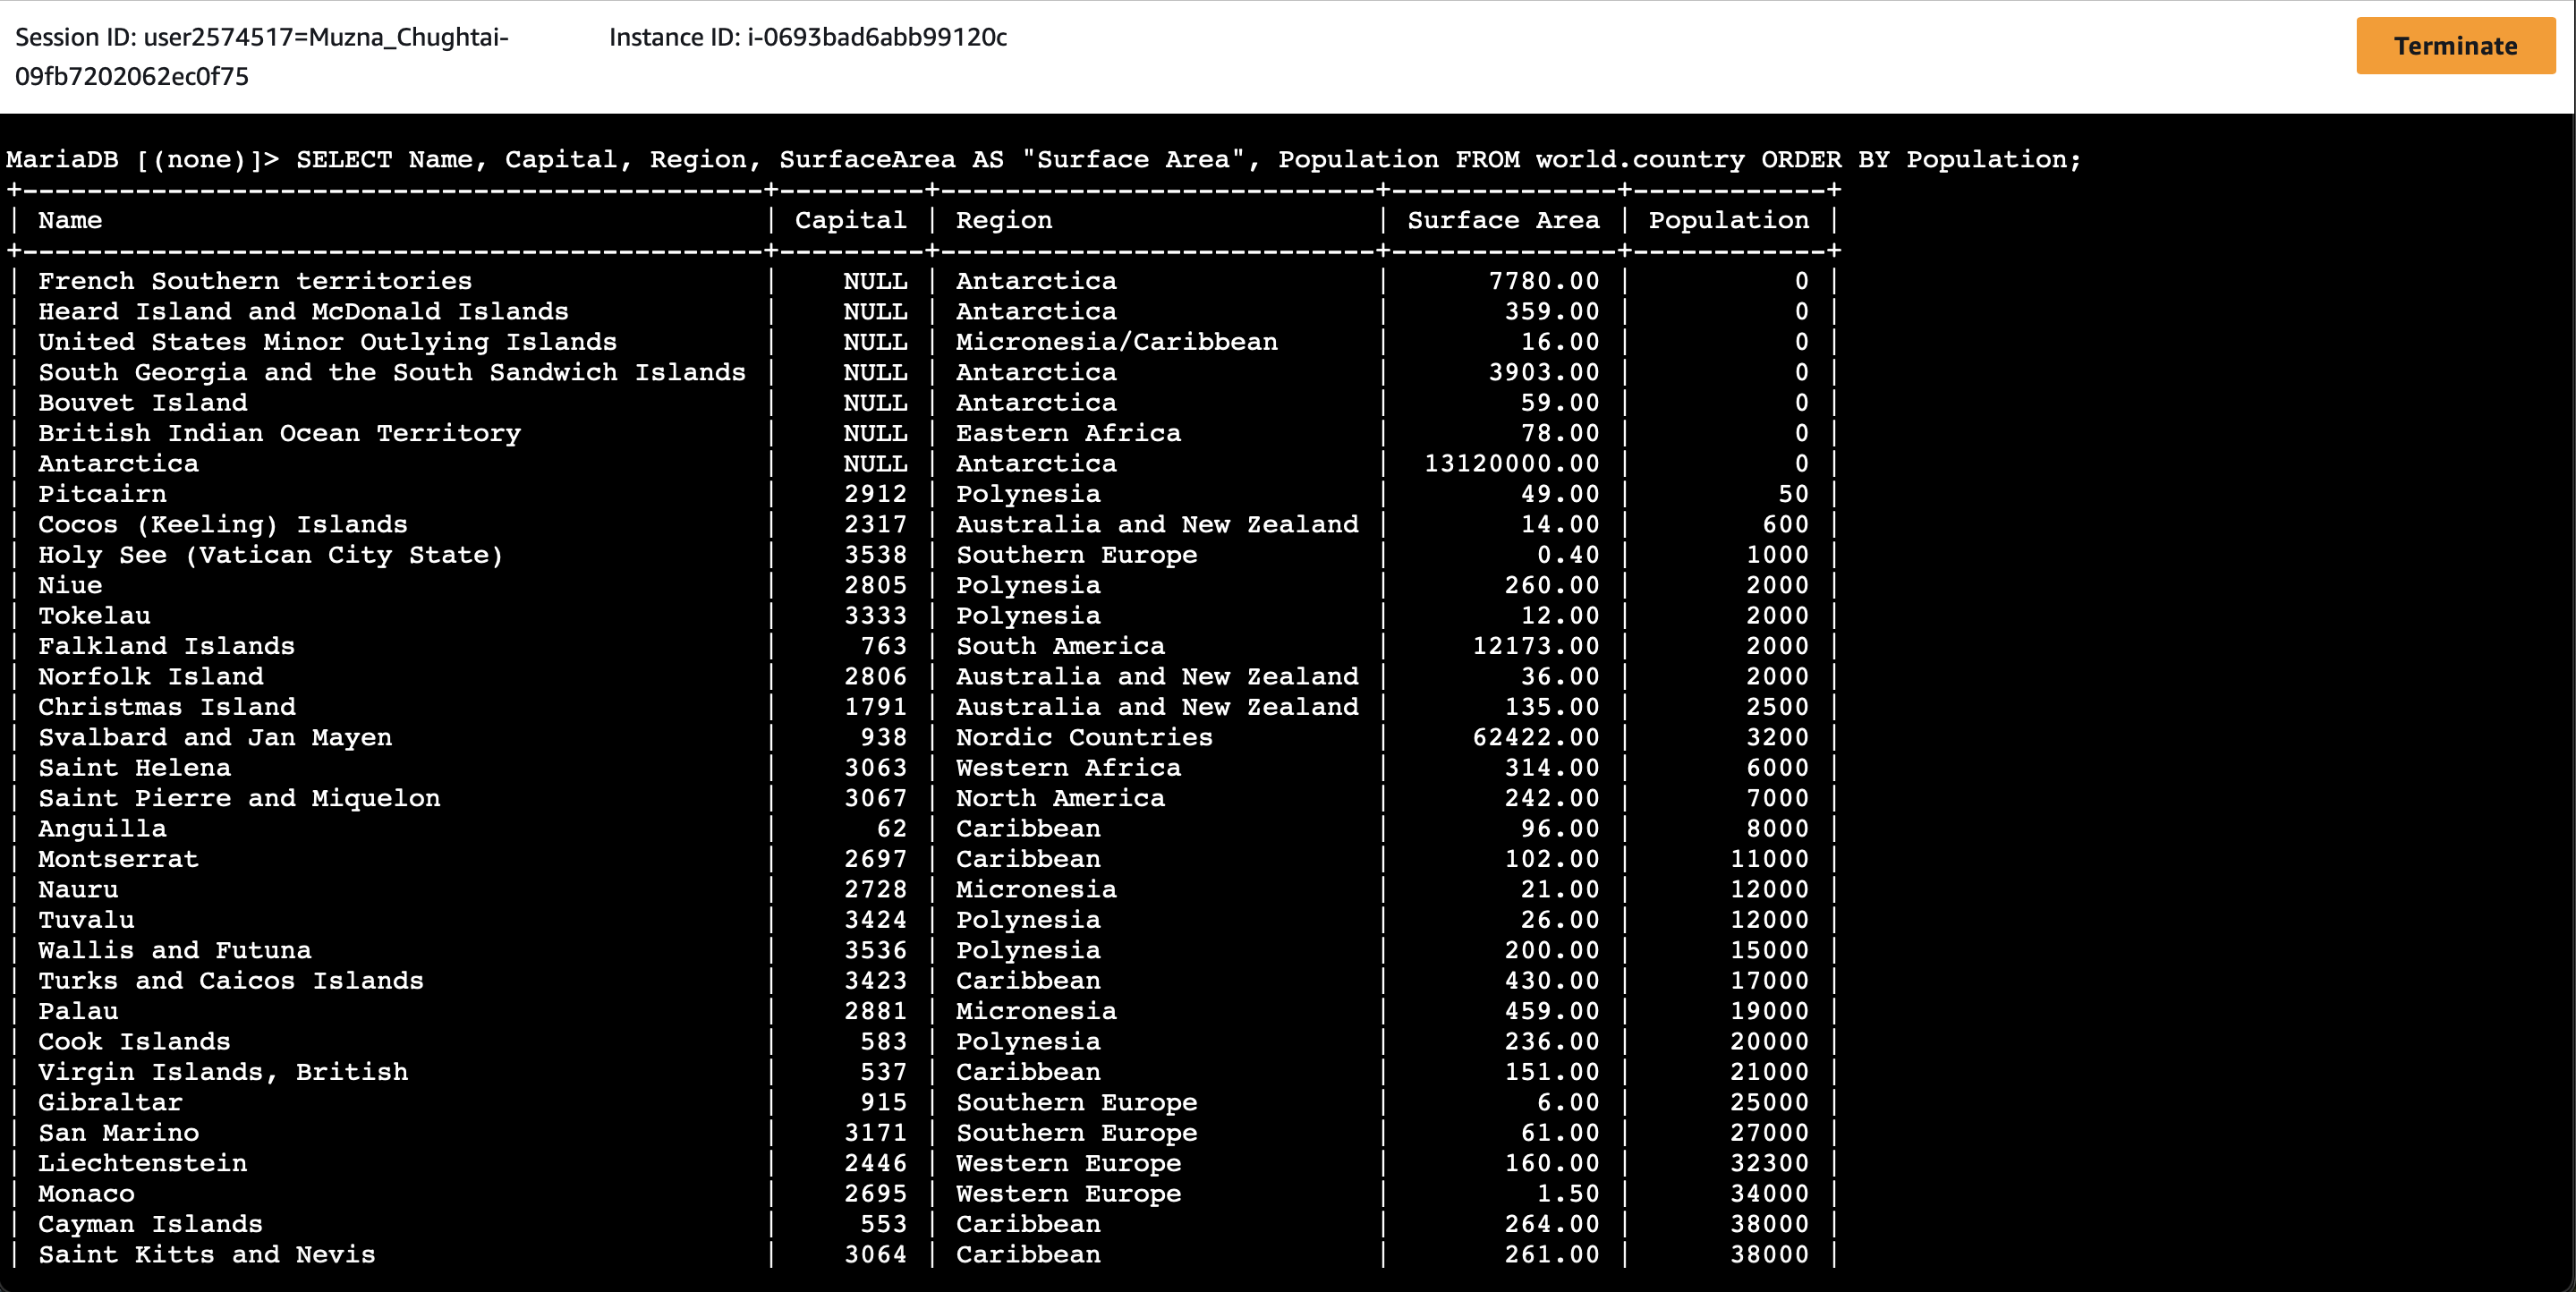 Session ID: user2574517=Muzna_Chughtai-
09fb7202062ec0f75
Instance ID: i-0693bad6abb99120c
Terminate
MariaDB [(none)]> SELECT Name, Capital, Region, SurfaceArea AS "Surface Area", Population FROM world.country ORDER BY Population;
+----------------------------------------------+---------+---------------------------+--------------+------------+
| Name                                         | Capital | Region                    | Surface Area | Population |
+----------------------------------------------+---------+---------------------------+--------------+------------+
| French Southern territories                  |    NULL | Antarctica                |      7780.00 |          0 |
| Heard Island and McDonald Islands            |    NULL | Antarctica                |       359.00 |          0 |
| United States Minor Outlying Islands         |    NULL | Micronesia/Caribbean      |        16.00 |          0 |
| South Georgia and the South Sandwich Islands |    NULL | Antarctica                |      3903.00 |          0 |
| Bouvet Island                                |    NULL | Antarctica                |        59.00 |          0 |
| British Indian Ocean Territory               |    NULL | Eastern Africa            |        78.00 |          0 |
| Antarctica                                   |    NULL | Antarctica                |  13120000.00 |          0 |
| Pitcairn                                     |    2912 | Polynesia                 |        49.00 |         50 |
| Cocos (Keeling) Islands                      |    2317 | Australia and New Zealand |        14.00 |        600 |
| Holy See (Vatican City State)                |    3538 | Southern Europe           |         0.40 |       1000 |
| Niue                                         |    2805 | Polynesia                 |       260.00 |       2000 |
| Tokelau                                      |    3333 | Polynesia                 |        12.00 |       2000 |
| Falkland Islands                             |     763 | South America             |     12173.00 |       2000 |
| Norfolk Island                               |    2806 | Australia and New Zealand |        36.00 |       2000 |
| Christmas Island                             |    1791 | Australia and New Zealand |       135.00 |       2500 |
| Svalbard and Jan Mayen                       |     938 | Nordic Countries          |     62422.00 |       3200 |
| Saint Helena                                 |    3063 | Western Africa            |       314.00 |       6000 |
| Saint Pierre and Miquelon                    |    3067 | North America             |       242.00 |       7000 |
| Anguilla                                     |      62 | Caribbean                 |        96.00 |       8000 |
| Montserrat                                   |    2697 | Caribbean                 |       102.00 |      11000 |
| Nauru                                        |    2728 | Micronesia                |        21.00 |      12000 |
| Tuvalu                                       |    3424 | Polynesia                 |        26.00 |      12000 |
| Wallis and Futuna                            |    3536 | Polynesia                 |       200.00 |      15000 |
| Turks and Caicos Islands                     |    3423 | Caribbean                 |       430.00 |      17000 |
| Palau                                        |    2881 | Micronesia                |       459.00 |      19000 |
| Cook Islands                                 |     583 | Polynesia                 |       236.00 |      20000 |
| Virgin Islands, British                      |     537 | Caribbean                 |       151.00 |      21000 |
| Gibraltar                                    |     915 | Southern Europe           |         6.00 |      25000 |
| San Marino                                   |    3171 | Southern Europe           |        61.00 |      27000 |
| Liechtenstein                                |    2446 | Western Europe            |       160.00 |      32300 |
| Monaco                                       |    2695 | Western Europe            |         1.50 |      34000 |
| Cayman Islands                               |     553 | Caribbean                 |       264.00 |      38000 |
| Saint Kitts and Nevis                        |    3064 | Caribbean                 |       261.00 |      38000 |